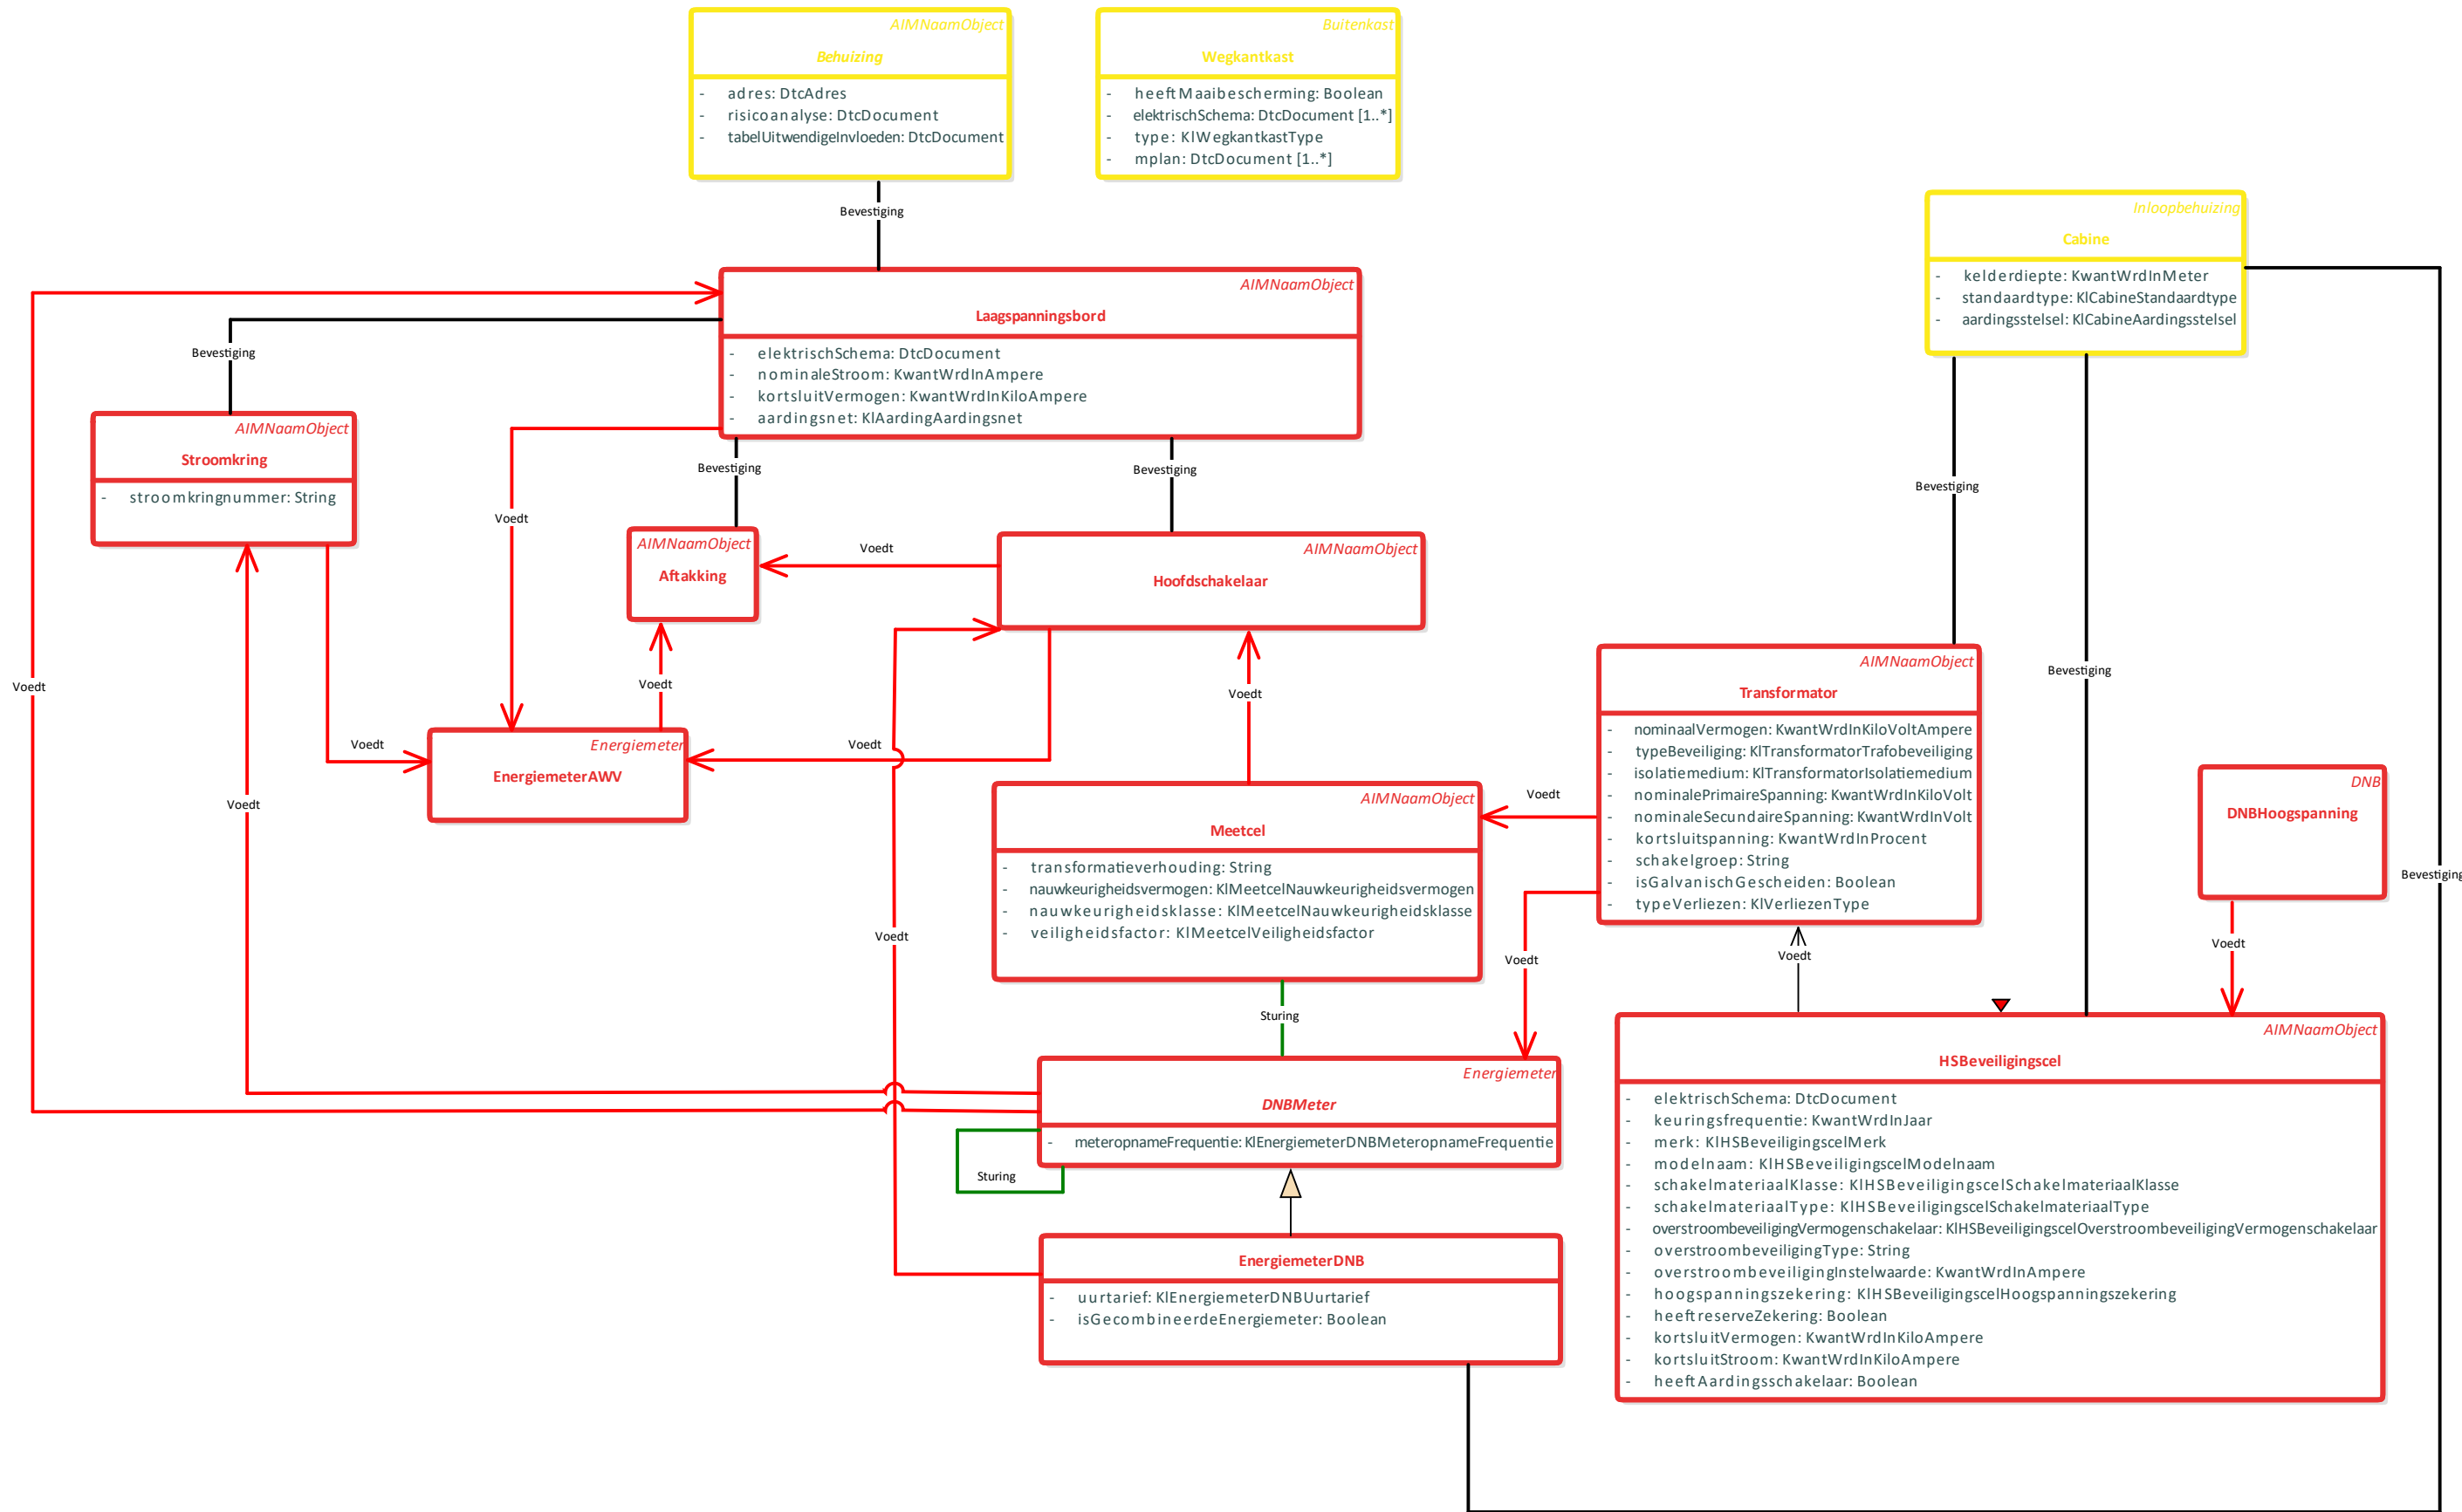 AIMNaamObject
Behuizing
- adres: DtcAdres
- risicoanalyse: DtcDocument
- tabelUitwendigeInvloeden: DtcDocument
Buitenkast
Wegkantkast
- heeftMaaibescherming: Boolean
- elektrischSchema: DtcDocument [1..*]
- type: KlWegkantkastType
- mplan: DtcDocument [1..*]
Bevestiging
Inloopbehuizing
Cabine
- kelderdiepte: KwantWrdInMeter
- standaardtype: KlCabineStandaardtype
- aardingsstelsel: KlCabineAardingsstelsel
AIMNaamObject
Laagspanningsbord
- elektrischSchema: DtcDocument
- nominaleStroom: KwantWrdInAmpere
- kortsluitVermogen: KwantWrdInKiloAmpere
- aardingsnet: KlAardingAardingsnet
Bevestiging
AIMNaamObject
Stroomkring
- stroomkringnummer: String
Bevestiging
Bevestiging
Bevestiging
Voedt
AIMNaamObject
Aftakking
Voedt
AIMNaamObject
Hoofdschakelaar
Voedt
Voedt
Voedt
Bevestiging
AIMNaamObject
Transformator
- nominaalVermogen: KwantWrdInKiloVoltAmpere
- typeBeveiliging: KlTransformatorTrafobeveiliging
- isolatiemedium: KlTransformatorIsolatiemedium
- nominalePrimaireSpanning: KwantWrdInKiloVolt
- nominaleSecundaireSpanning: KwantWrdInVolt
- kortsluitspanning: KwantWrdInProcent
- schakelgroep: String
- isGalvanischGescheiden: Boolean
- typeVerliezen: KlVerliezenType
Voedt
Energiemeter
EnergiemeterAWV
Voedt
Voedt
AIMNaamObject
Meetcel
- transformatieverhouding: String
- nauwkeurigheidsvermogen: KlMeetcelNauwkeurigheidsvermogen
- nauwkeurigheidsklasse: KlMeetcelNauwkeurigheidsklasse
- veiligheidsfactor: KlMeetcelVeiligheidsfactor
Voedt
DNB
DNBHoogspanning
Bevestiging
Voedt
Voedt
Voedt
Voedt
Sturing
Energiemeter
DNBMeter
- meteropnameFrequentie: KlEnergiemeterDNBMeteropnameFrequentie
Sturing
AIMNaamObject
HSBeveiligingscel
- elektrischSchema: DtcDocument
- keuringsfrequentie: KwantWrdInJaar
- merk: KlHSBeveiligingscelMerk
- modelnaam: KlHSBeveiligingscelModelnaam
- schakelmateriaalKlasse: KlHSBeveiligingscelSchakelmateriaalKlasse
- schakelmateriaalType: KlHSBeveiligingscelSchakelmateriaalType
- overstroombeveiligingVermogenschakelaar: KlHSBeveiligingscelOverstroombeveiligingVermogenschakelaar
- overstroombeveiligingType: String
- overstroombeveiligingInstelwaarde: KwantWrdInAmpere
- hoogspanningszekering: KlHSBeveiligingscelHoogspanningszekering
- heeftreserveZekering: Boolean
- kortsluitVermogen: KwantWrdInKiloAmpere
- kortsluitStroom: KwantWrdInKiloAmpere
- heeftAardingsschakelaar: Boolean
EnergiemeterDNB
- uurtarief: KlEnergiemeterDNBUurtarief
- isGecombineerdeEnergiemeter: Boolean